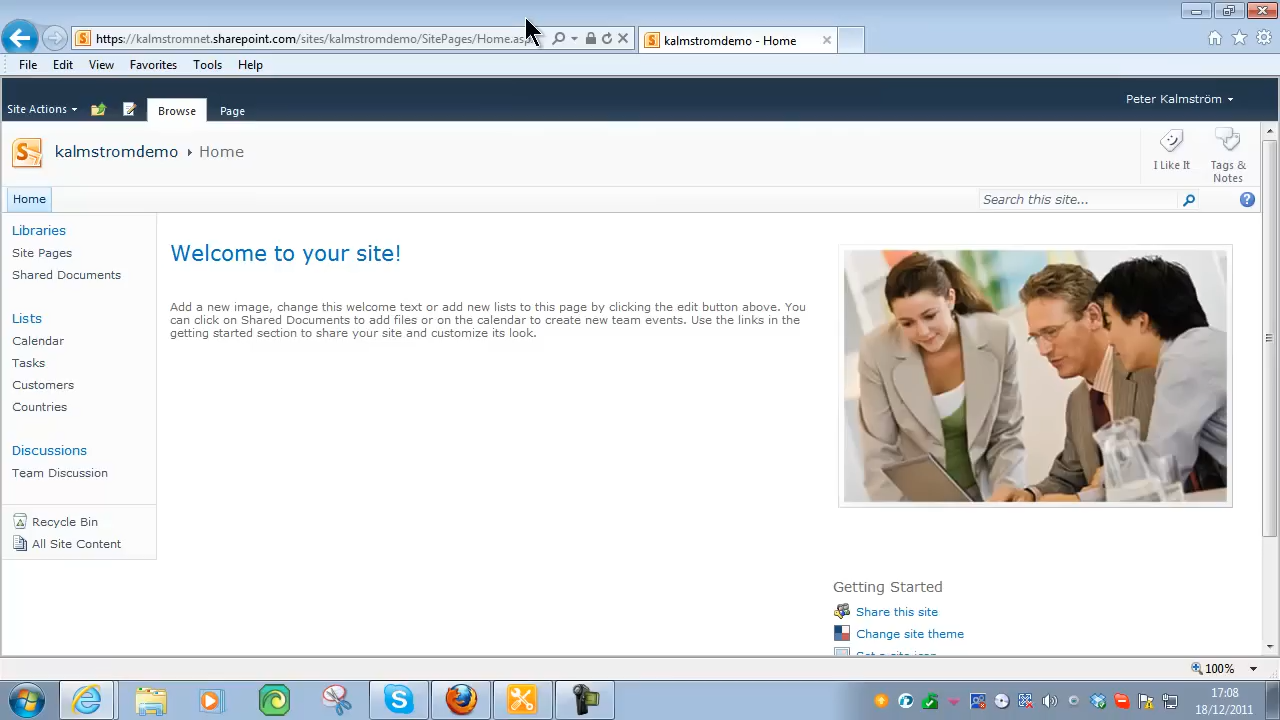 https://kalmstromnet.sharepoint.com/sites/kalmstromdemo/SitePages/Home.asp
kalmstromdemo - Home
File Edit View Favorites Tools Help
Site Actions Browse Page Peter Kalmström
kalmstromdemo Home
I Like It
Tags & Notes
Home
Search this site...
Libraries
Site Pages
Shared Documents
Lists
Calendar
Tasks
Customers
Countries
Discussions
Team Discussion
Recycle Bin
All Site Content
Welcome to your site!
Add a new image, change this welcome text or add new lists to this page by clicking the edit button above. You
can click on Shared Documents to add files or on the calendar to create new team events. Use the links in the
getting started section to share your site and customize its look.
Getting Started
Share this site
Change site theme
Set a site icon
100%
17:08
18/12/2011